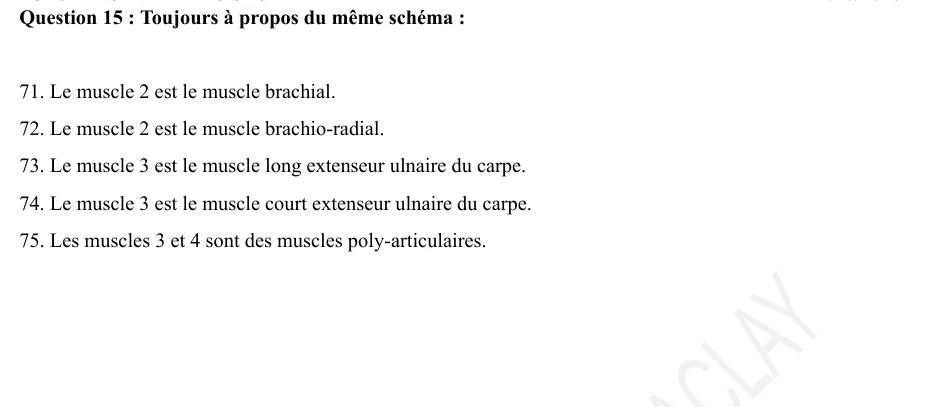 Question 15 : Toujours à propos du même schéma :
71. Le muscle 2 est le muscle brachial.
72. Le muscle 2 est le muscle brachio-radial.
73. Le muscle 3 est le muscle long extenseur ulnaire du carpe.
74. Le muscle 3 est le muscle court extenseur ulnaire du carpe.
75. Les muscles 3 et 4 sont des muscles poly-articulaires.
ACLAY